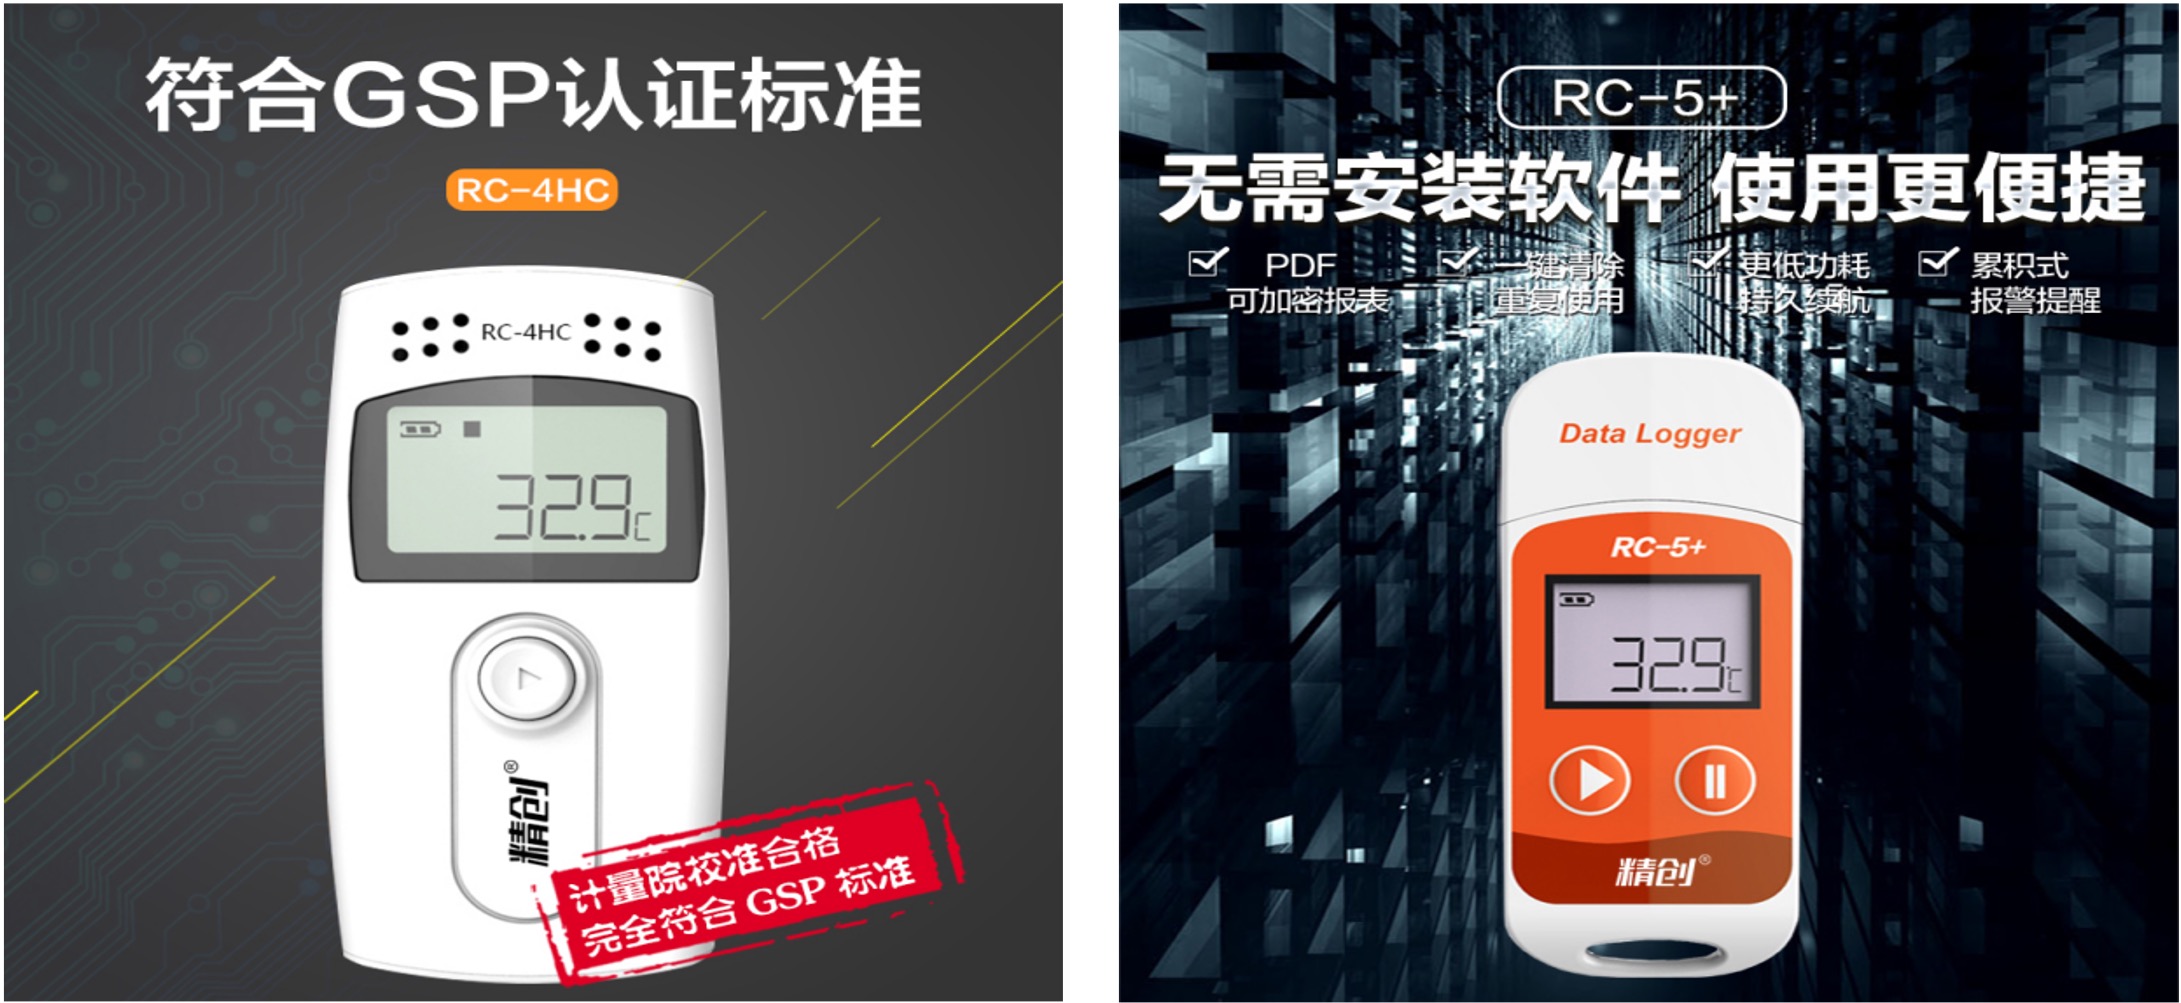 符合GSP认证标准
RC-4HC
RC-4HC
32.9℃
精创®
计量院校准合格
完全符合 GSP 标准
RC-5+
无需安装软件 使用更便捷
PDF
可加密报表
一键清除
重复使用
更低功耗
持久续航
累积式
报警提醒
Data Logger
RC-5+
32.9℃
精创®